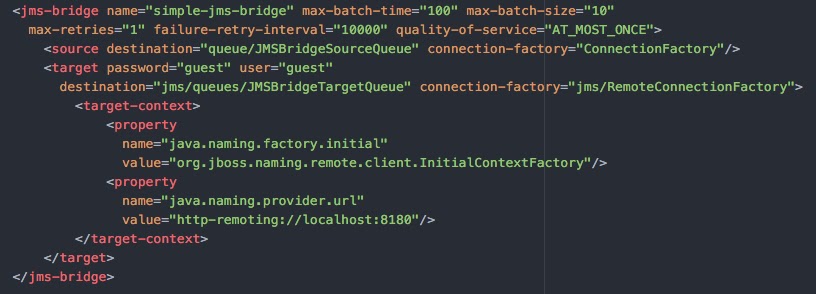 <jms-bridge name="simple-jms-bridge" max-batch-time="100" max-batch-size="10"
max-retries="1" failure-retry-interval="10000" quality-of-service="AT_MOST_ONCE">
<source destination="queue/JMSBridgeSourceQueue" connection-factory="ConnectionFactory"/>
<target password="guest" user="guest"
destination="jms/queues/JMSBridgeTargetQueue" connection-factory="jms/RemoteConnectionFactory">
<target-context>
<property
name="java.naming.factory.initial"
value="org.jboss.naming.remote.client.InitialContextFactory"/>
<property
name="java.naming.provider.url"
value="http-remoting://localhost:8180"/>
</target-context>
</target>
</jms-bridge>